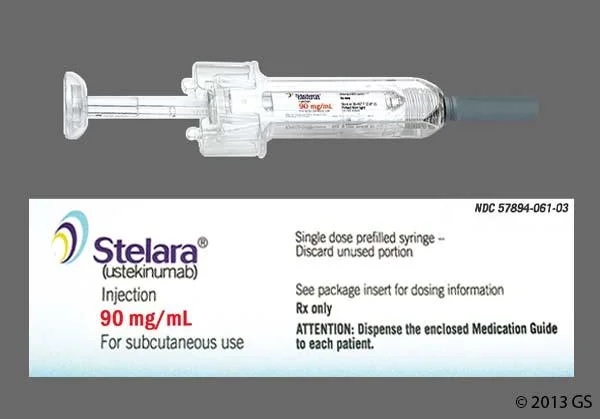 Stelara
90 mg/mL
NDC 57894-061-03
Stelara®
(ustekinumab)
Injection
90 mg/mL
For subcutaneous use
Single dose prefilled syringe –
Discard unused portion
See package insert for dosing information
Rx only
ATTENTION: Dispense the enclosed Medication Guide
to each patient.
© 2013 GS